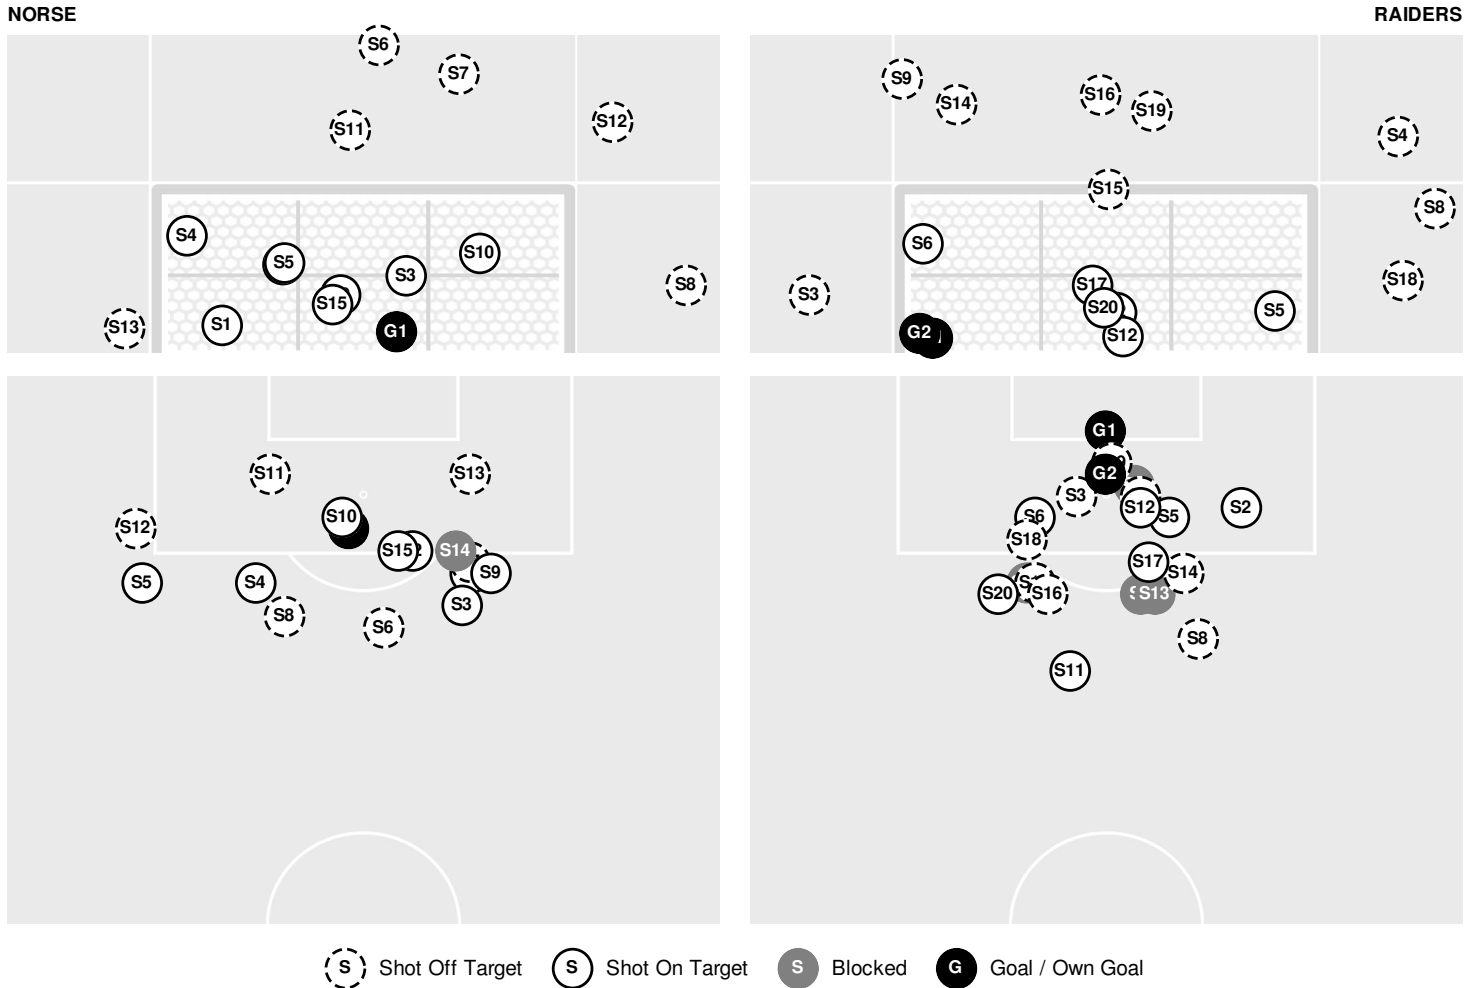 NORSE
RAIDERS
S6
S7
S11
S12
S4
S5
S10
S3
S15
S1
G1
S8
S13
S9
S14
S16
S19
S4
S15
S8
S6
S18
S3
S17
S20
S5
S12
G2
S11
S13
S10
S12
S15
S14
S9
S5
S4
S3
S8
S6
G1
G2
S3
S12
S2
S6
S5
S18
S17
S14
S20
S16
S13
S8
S11
S Shot Off Target
S Shot On Target
S Blocked
G Goal / Own Goal